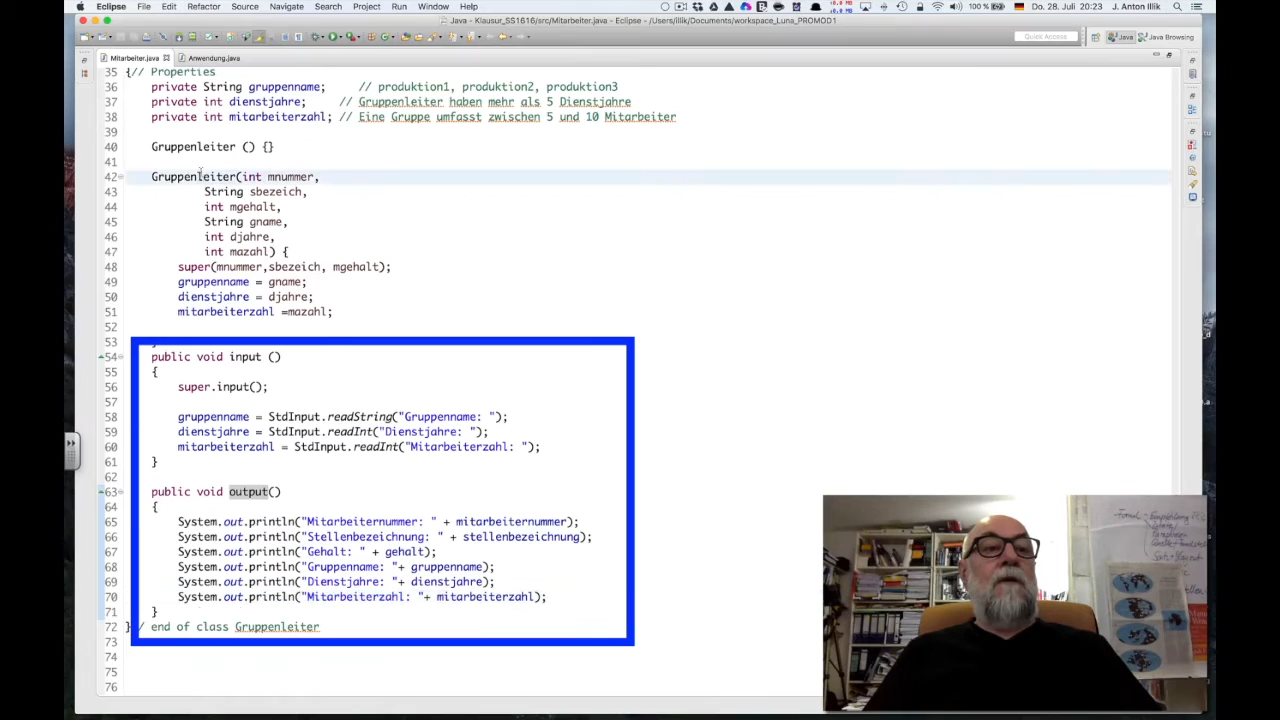 Eclipse File Edit Refactor Source Navigate Search Project Run Window Help 100 % Do. 28. Juli 20:23 J. Anton Illik
Java - Klausur_SS1616/src/Mitarbeiter.java - Eclipse - /Users/illik/Documents/workspace_Luna_PROMOD1
Quick Access Java Java Browsing
Mitarbeiter.java Anwendung.java
35 {// Properties
36 private String gruppenname; // produktion1, produktion2, produktion3
37 private int dienstjahre; // Gruppenleiter haben mehr als 5 Dienstjahre
38 private int mitarbeiterzahl; // Eine Gruppe umfasst zwischen 5 und 10 Mitarbeiter
39
40 Gruppenleiter () {}
41
42 Gruppenleiter(int mnummer,
43 String sbezeich,
44 int mgehalt,
45 String gname,
46 int djahre,
47 int mazahl) {
48 super(mnummer,sbezeich, mgehalt);
49 gruppenname = gname;
50 dienstjahre = djahre;
51 mitarbeiterzahl =mazahl;
52
53
54 public void input ()
55 {
56 super.input();
57
58 gruppenname = StdInput.readString("Gruppenname: ");
59 dienstjahre = StdInput.readInt("Dienstjahre: ");
60 mitarbeiterzahl = StdInput.readInt("Mitarbeiterzahl: ");
61 }
62
63 public void output()
64 {
65 System.out.println("Mitarbeiternummer: " + mitarbeiternummer);
66 System.out.println("Stellenbezeichnung: " + stellenbezeichnung);
67 System.out.println("Gehalt: " + gehalt);
68 System.out.println("Gruppenname: "+ gruppenname);
69 System.out.println("Dienstjahre: "+ dienstjahre);
70 System.out.println("Mitarbeiterzahl: "+ mitarbeiterzahl);
71 }
72 } / end of class Gruppenleiter
73
74
75
76